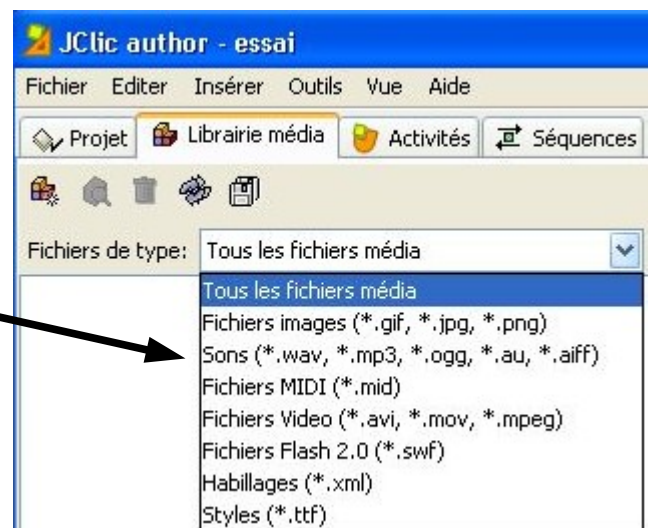 JClic author - essai
Fichier Editer Insérer Outils Vue Aide
Projet Librairie média Activités Séquences
Fichiers de type: Tous les fichiers média
Tous les fichiers média
Fichiers images (*.gif, *.jpg, *.png)
Sons (*.wav, *.mp3, *.ogg, *.au, *.aiff)
Fichiers MIDI (*.mid)
Fichiers Video (*.avi, *.mov, *.mpeg)
Fichiers Flash 2.0 (*.swf)
Habillages (*.xml)
Styles (*.ttf)